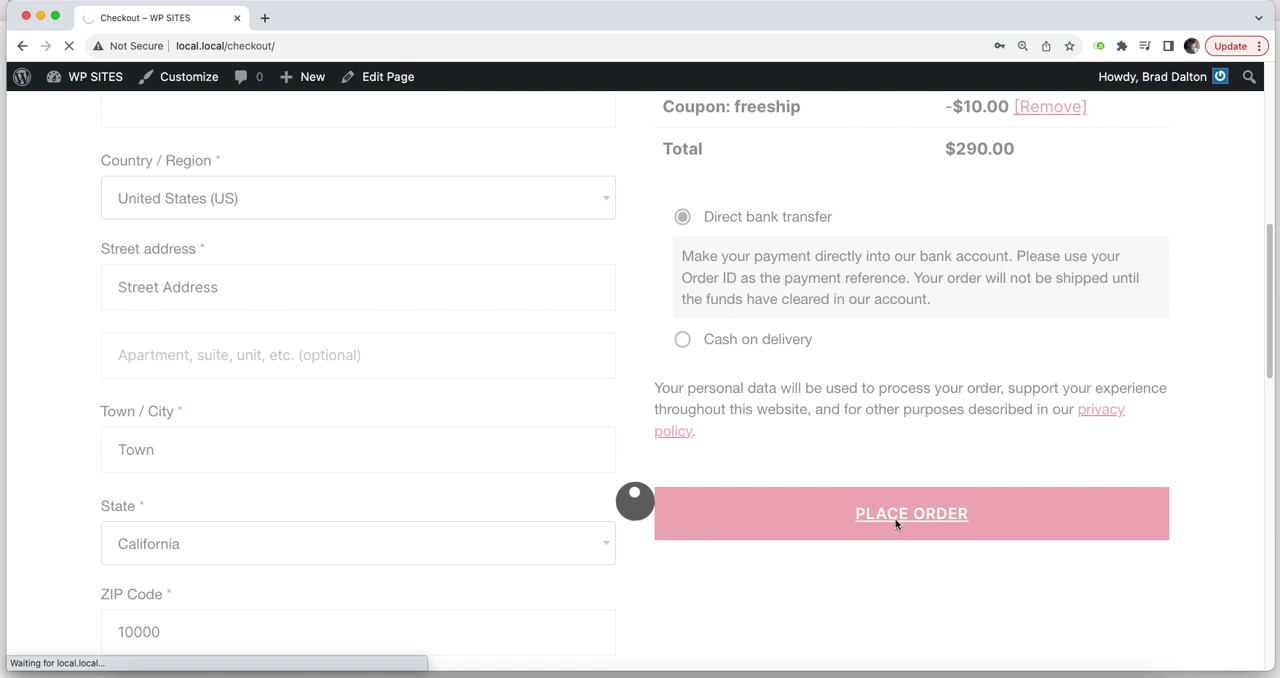 Checkout – WP SITES
Not Secure local.local/checkout/
Update
WP SITES Customize 0 New Edit Page
Howdy, Brad Dalton
Coupon: freeship -$10.00 [Remove]
Total $290.00
Country / Region *
United States (US)
Street address *
Street Address
Apartment, suite, unit, etc. (optional)
Town / City *
Town
State *
California
ZIP Code *
10000
Direct bank transfer
Make your payment directly into our bank account. Please use your
Order ID as the payment reference. Your order will not be shipped until
the funds have cleared in our account.
Cash on delivery
Your personal data will be used to process your order, support your experience
throughout this website, and for other purposes described in our privacy
policy.
PLACE ORDER
Waiting for local.local...